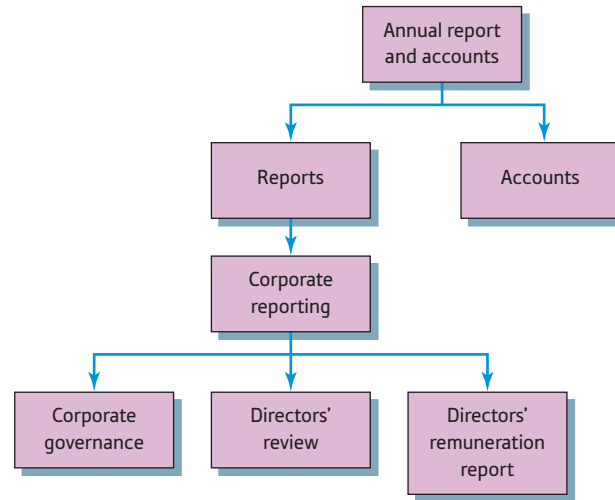 Annual report
and accounts
Reports
Accounts
Corporate
reporting
Corporate
governance
Directors’
review
Directors’
remuneration
report